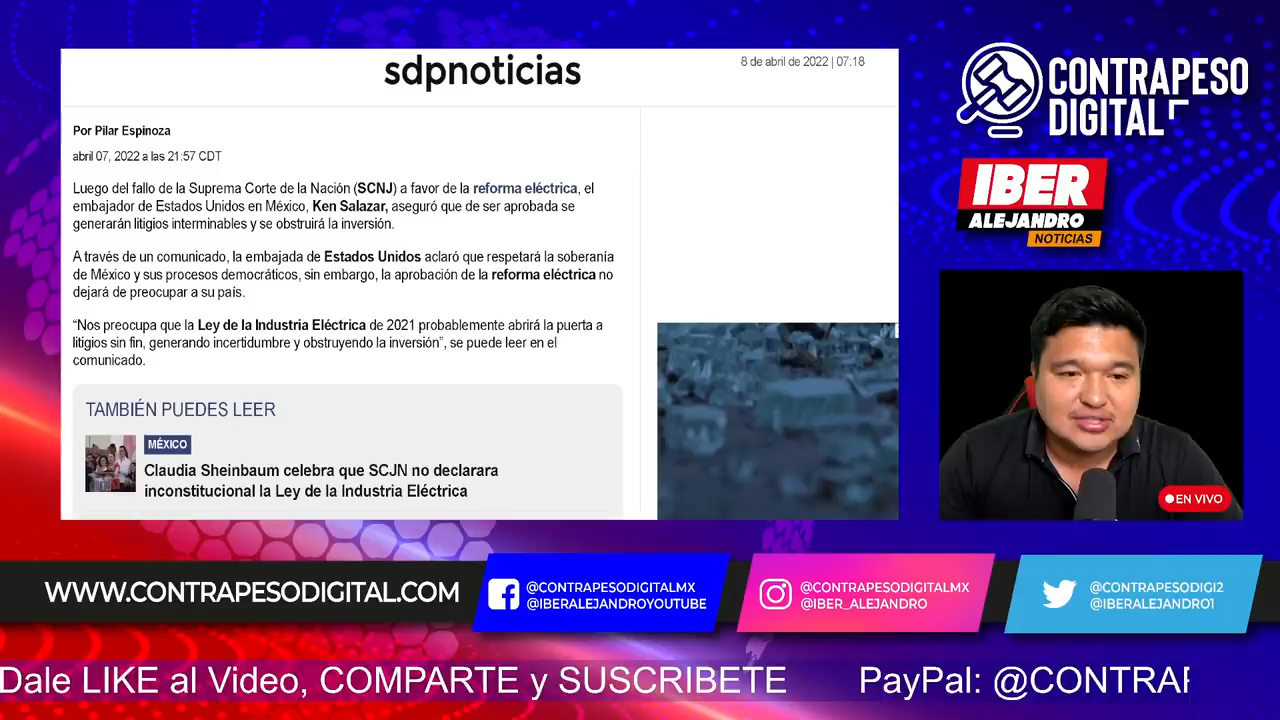 sdpnoticias
8 de abril de 2022 | 07:18
Por Pilar Espinoza
abril 07, 2022 a las 21:57 CDT
Luego del fallo de la Suprema Corte de la Nación (SCNJ) a favor de la reforma eléctrica, el
embajador de Estados Unidos en México, Ken Salazar, aseguró que de ser aprobada se
generarán litigios interminables y se obstruirá la inversión.
A través de un comunicado, la embajada de Estados Unidos aclaró que respetará la soberanía
de México y sus procesos democráticos, sin embargo, la aprobación de la reforma eléctrica no
dejará de preocupar a su país.
“Nos preocupa que la Ley de la Industria Eléctrica de 2021 probablemente abrirá la puerta a
litigios sin fin, generando incertidumbre y obstruyendo la inversión”, se puede leer en el
comunicado.
TAMBIÉN PUEDES LEER
MÉXICO
Claudia Sheinbaum celebra que SCJN no declarara
inconstitucional la Ley de la Industria Eléctrica
CONTRAPESO
DIGITAL
IBER
ALEJANDRO
NOTICIAS
EN VIVO
WWW.CONTRAPESODIGITAL.COM
@CONTRAPESODIGITALMX
@IBERALEJANDROYOUTUBE
@CONTRAPESODIGITALMX
@IBER_ALEJANDRO
@CONTRAPESODIGI2
@IBERALEJANDRO1
Dale LIKE al Video, COMPARTE y SUSCRIBETE
PayPal: @CONTRAP